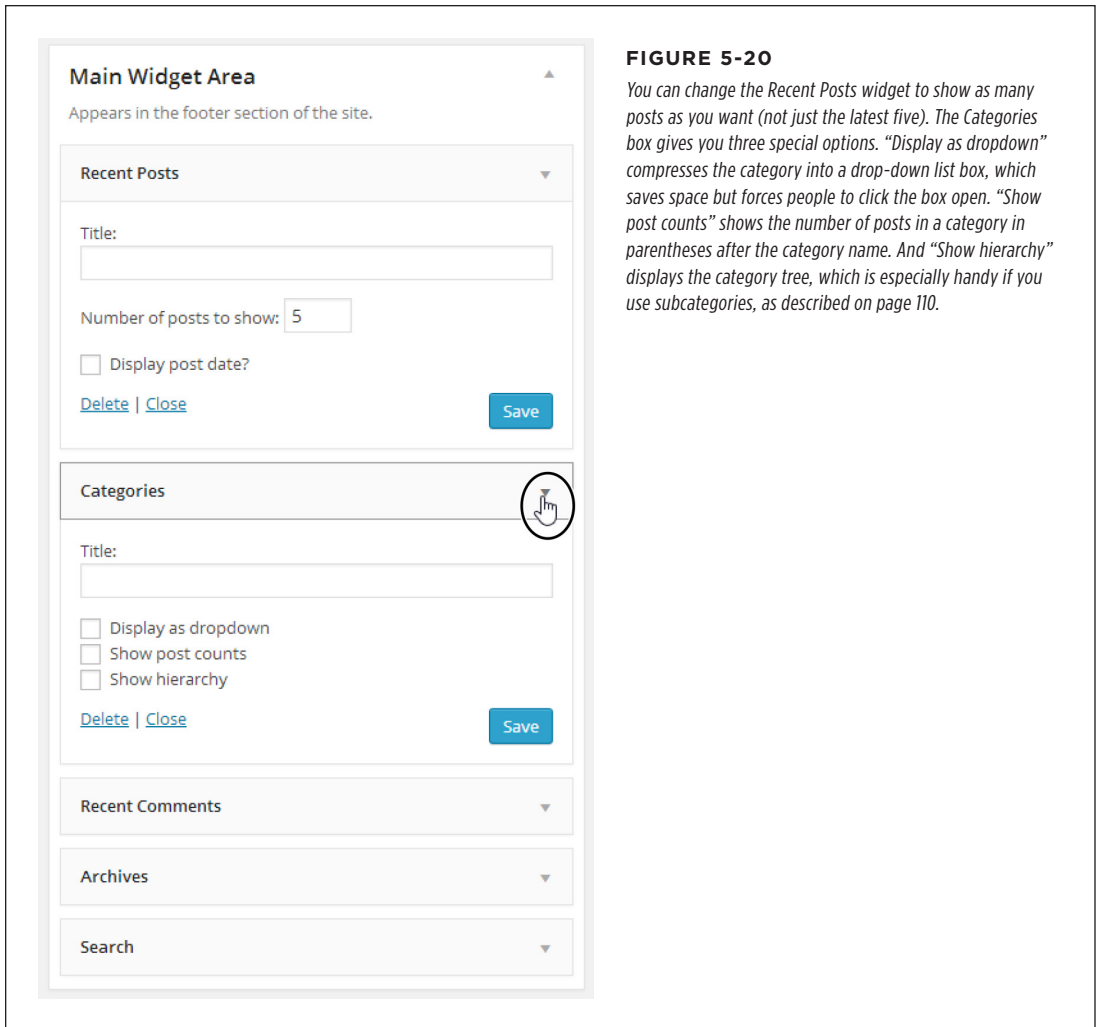 Main Widget Area
Appears in the footer section of the site.
Recent Posts
Title:
Number of posts to show: 5
Display post date?
Delete | Close
Save
Categories
Title:
Display as dropdown
Show post counts
Show hierarchy
Delete | Close
Save
Recent Comments
Archives
Search
FIGURE 5-20
You can change the Recent Posts widget to show as many
posts as you want (not just the latest five). The Categories
box gives you three special options. “Display as dropdown”
compresses the category into a drop-down list box, which
saves space but forces people to click the box open. “Show
post counts” shows the number of posts in a category in
parentheses after the category name. And “Show hierarchy”
displays the category tree, which is especially handy if you
use subcategories, as described on page 110.